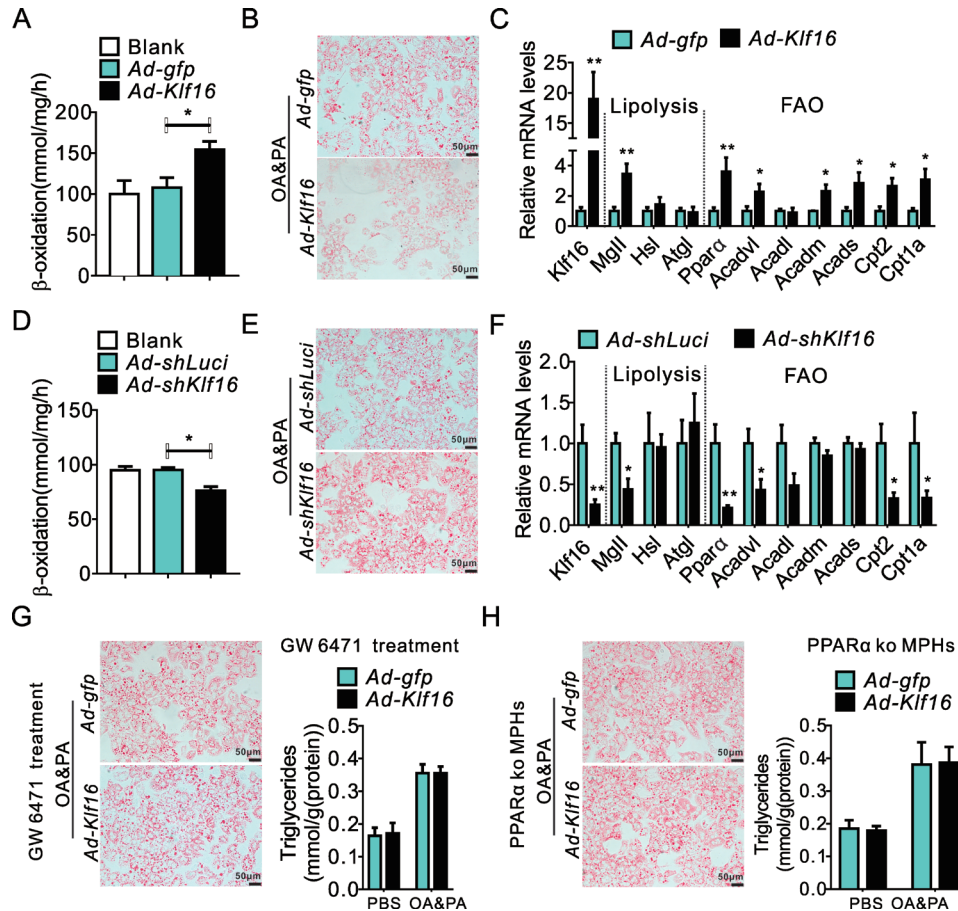 A
Blank
Ad-gfp
Ad-Klf16
β-oxidation(mmol/mg/h)
200
150
100
50
0
*
B
OA&PA
Ad-gfp
Ad-Klf16
50μm
50μm
C
Ad-gfp
Ad-Klf16
Relative mRNA levels
25
20
15
10
6
4
2
0
Lipolysis
FAO
**
**
**
*
*
*
*
*
Klf16
Mgll
Hsl
Atgl
Pparα
Acadvl
Acadl
Acadm
Acads
Cpt2
Cpt1a
D
Blank
Ad-shLuci
Ad-shKlf16
β-oxidation(mmol/mg/h)
150
100
50
0
*
E
OA&PA
Ad-shLuci
Ad-shKlf16
50μm
50μm
F
Ad-shLuci
Ad-shKlf16
Relative mRNA levels
2.0
1.5
1.0
0.5
0.0
Lipolysis
FAO
**
*
**
*
*
*
Klf16
Mgll
Hsl
Atgl
Pparα
Acadvl
Acadl
Acadm
Acads
Cpt2
Cpt1a
G
GW 6471 treatment
OA&PA
Ad-gfp
Ad-Klf16
50μm
50μm
GW 6471 treatment
Ad-gfp
Ad-Klf16
Triglycerides
(mmol/g(protein))
0.5
0.4
0.3
0.2
0.1
0.0
PBS OA&PA
H
PPARα ko MPHs
OA&PA
Ad-gfp
Ad-Klf16
50μm
50μm
PPARα ko MPHs
Ad-gfp
Ad-Klf16
Triglycerides
(mmol/g(protein))
0.5
0.4
0.3
0.2
0.1
0.0
PBS OA&PA